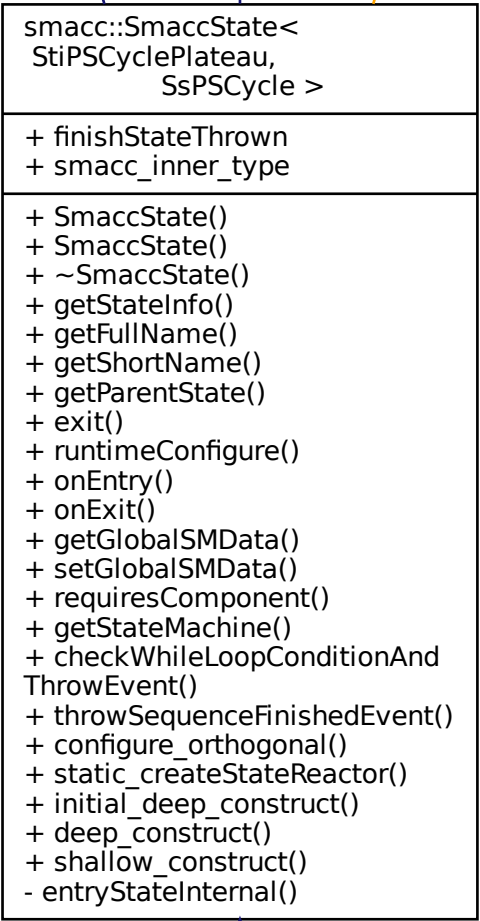 smacc::SmaccState<
StiPSCyclePlateau,
SsPSCycle >
+ finishStateThrown
+ smacc_inner_type
+ SmaccState()
+ SmaccState()
+ ~SmaccState()
+ getStateInfo()
+ getFullName()
+ getShortName()
+ getParentState()
+ exit()
+ runtimeConfigure()
+ onEntry()
+ onExit()
+ getGlobalSMData()
+ setGlobalSMData()
+ requiresComponent()
+ getStateMachine()
+ checkWhileLoopConditionAnd
ThrowEvent()
+ throwSequenceFinishedEvent()
+ configure_orthogonal()
+ static_createStateReactor()
+ initial_deep_construct()
+ deep_construct()
+ shallow_construct()
- entryStateInternal()